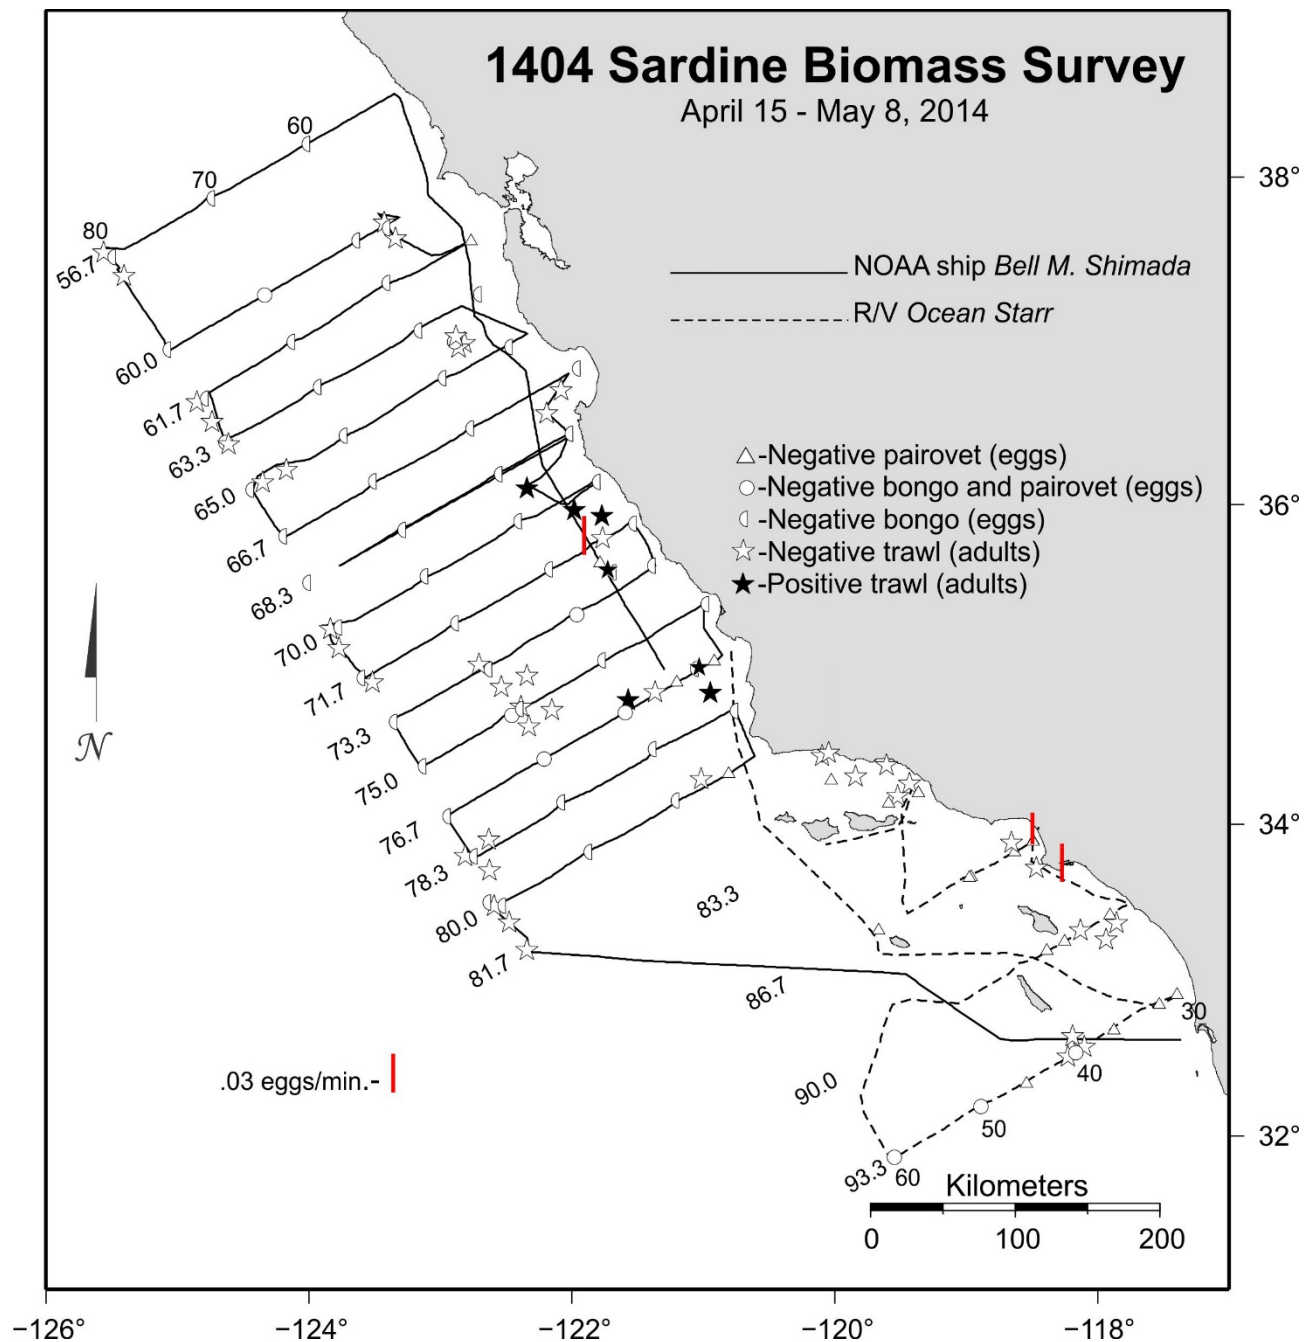 1404 Sardine Biomass Survey
April 15 - May 8, 2014
60
70
80
56.7
60.0
61.7
63.3
65.0
66.7
68.3
70.0
71.7
73.3
75.0
76.7
78.3
80.0
81.7
83.3
86.7
90.0
93.3
30
40
50
60
38°
36°
34°
32°
NOAA ship Bell M. Shimada
R/V Ocean Starr
-Negative pairovet (eggs)
-Negative bongo and pairovet (eggs)
-Negative bongo (eggs)
-Negative trawl (adults)
-Positive trawl (adults)
N
.03 eggs/min.-
Kilometers
0 100 200
−126° −124° −122° −120° −118°